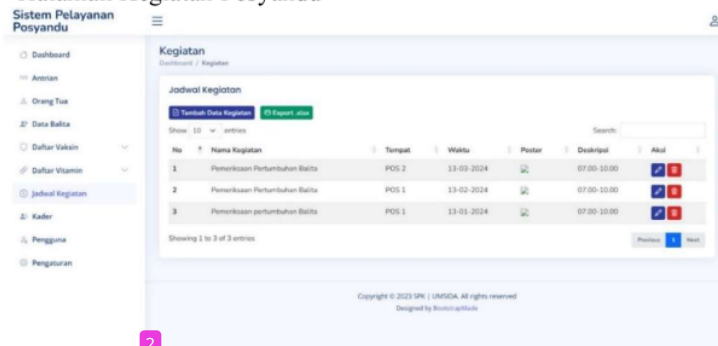 Sistem Pelayanan
Posyandu
Dashboard
Antrian
Orang Tua
Data Balita
Daftar Vaksin
Daftar Vitamin
Jadwal Kegiatan
Kader
Pengguna
Pengaturan
Kegiatan
Dashboard / Kegiatan
Jadwal Kegiatan
Tambah Data Kegiatan Export .xlsx
Show 10 entries Search:
No Nama Kegiatan Tempat Waktu Poster Deskripsi Aksi
1 Pemeriksaan Pertumbuhan Balita POS 2 13-03-2024 07.00-10.00
2 Pemeriksaan Pertumbuhan Balita POS 1 13-02-2024 07.00-10.00
3 Pemeriksaan pertumbuhan Balita POS 1 13-01-2024 07.00-10.00
Showing 1 to 3 of 3 entries Previous 1 Next
Copyright © 2023 SPK | UMSIDA. All rights reserved
Designed by BootstrapMade
2